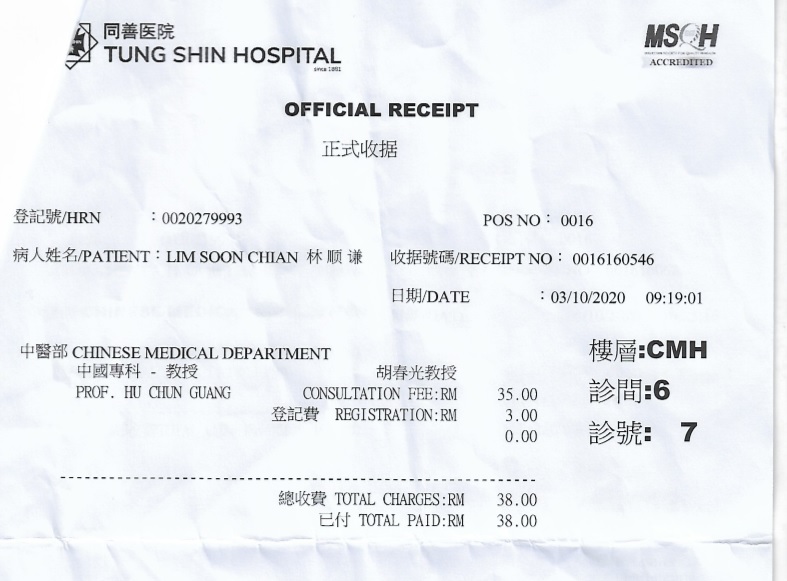 同善医院
TUNG SHIN HOSPITAL
since 1881
MSQH
ACCREDITED
OFFICIAL RECEIPT
正式收据
登記號/HRN : 0020279993
POS NO : 0016
病人姓名/PATIENT : LIM SOON CHIAN 林顺谦
收据號碼/RECEIPT NO : 0016160546
日期/DATE : 03/10/2020 09:19:01
中醫部 CHINESE MEDICAL DEPARTMENT
樓層:CMH
中國專科 - 教授 胡春光教授
PROF. HU CHUN GUANG CONSULTATION FEE:RM 35.00
診間:6
登記費 REGISTRATION:RM 3.00
0.00
診號: 7
總收費 TOTAL CHARGES:RM 38.00
已付 TOTAL PAID:RM 38.00